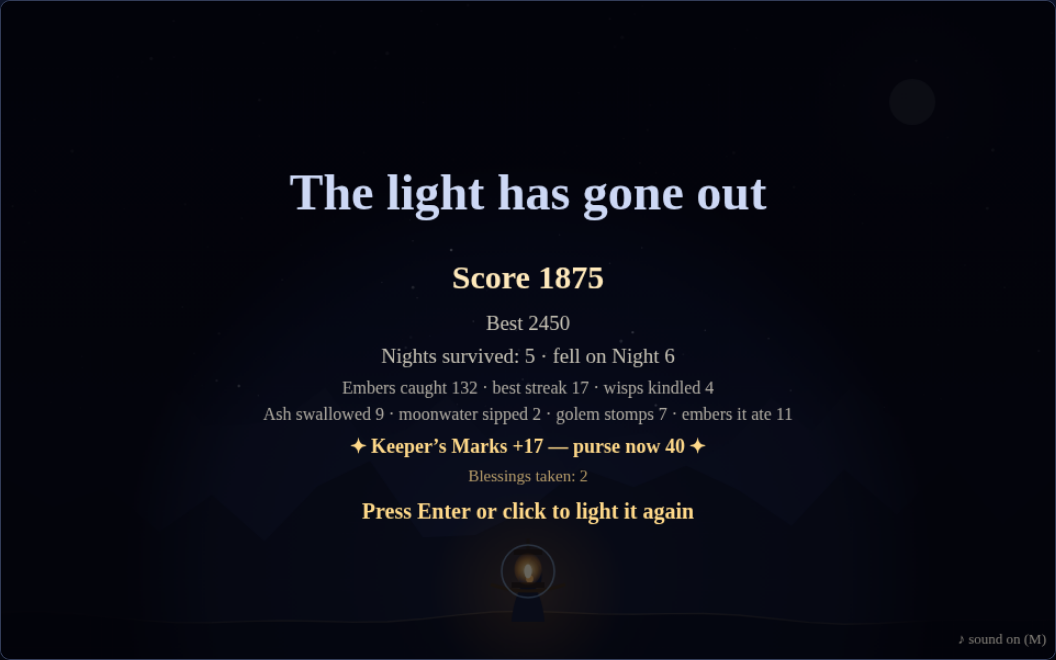 The light has gone out
Score 1875
Best 2450
Nights survived: 5 · fell on Night 6
Embers caught 132 · best streak 17 · wisps kindled 4
Ash swallowed 9 · moonwater sipped 2 · golem stomps 7 · embers it ate 11
✦ Keeper’s Marks +17 — purse now 40 ✦
Blessings taken: 2
Press Enter or click to light it again
♪ sound on (M)